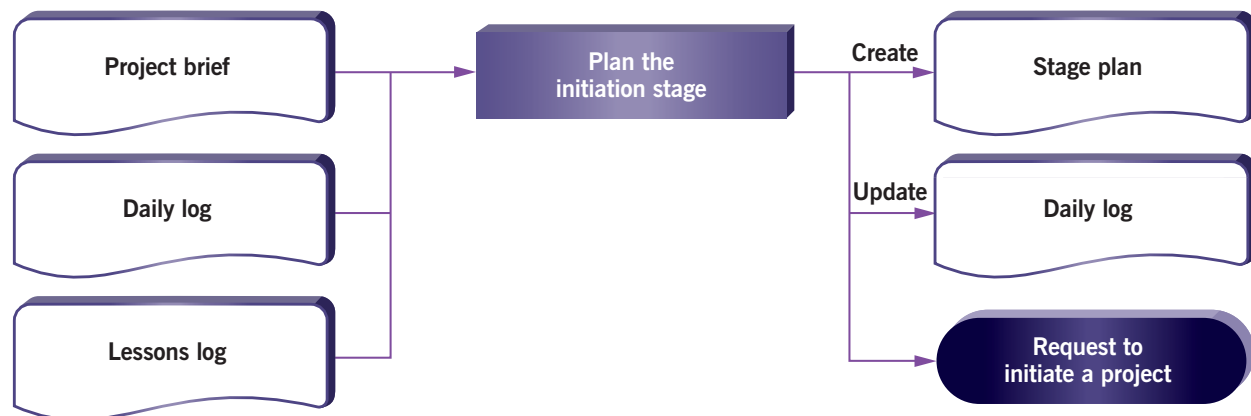 Project brief
Daily log
Lessons log
Plan the
initiation stage
Create
Stage plan
Update
Daily log
Request to
initiate a project